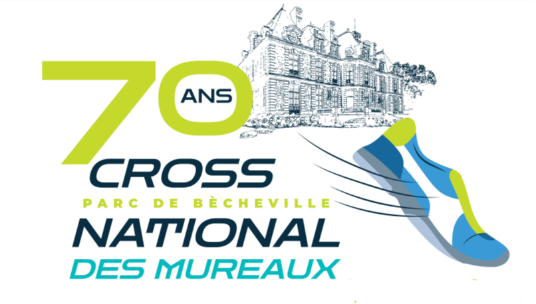 70 ANS
CROSS
PARC DE BÈCHEVILLE
NATIONAL
DES MUREAUX